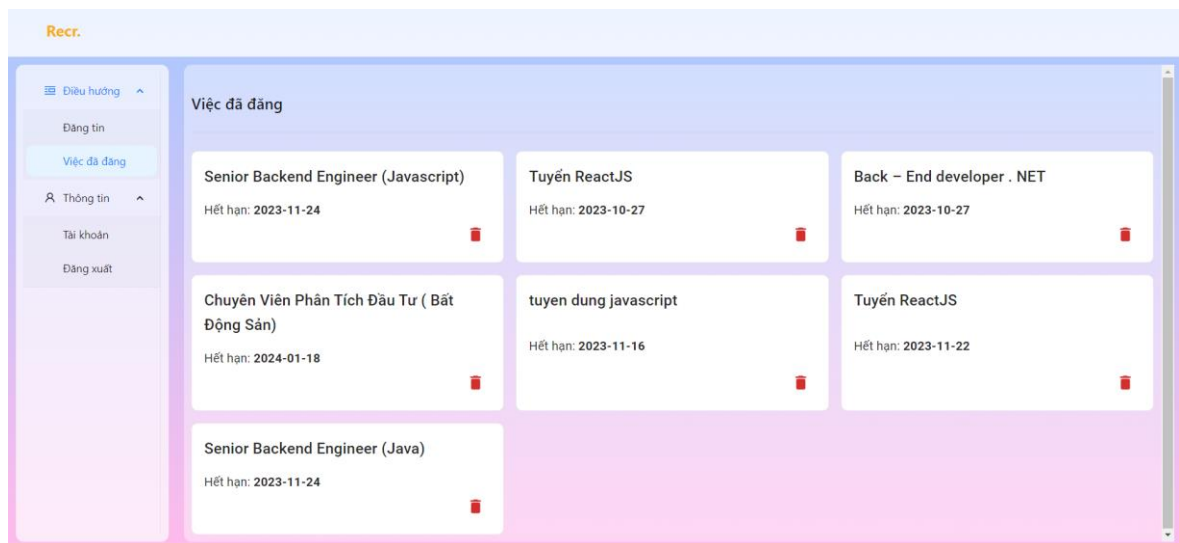 Recr.
Điều hướng
Đăng tin
Việc đã đăng
Thông tin
Tài khoản
Đăng xuất
Việc đã đăng
Senior Backend Engineer (Javascript)
Hết hạn: 2023-11-24
Tuyển ReactJS
Hết hạn: 2023-10-27
Back – End developer . NET
Hết hạn: 2023-10-27
Chuyên Viên Phân Tích Đầu Tư ( Bất
Động Sản)
Hết hạn: 2024-01-18
tuyen dung javascript
Hết hạn: 2023-11-16
Tuyển ReactJS
Hết hạn: 2023-11-22
Senior Backend Engineer (Java)
Hết hạn: 2023-11-24